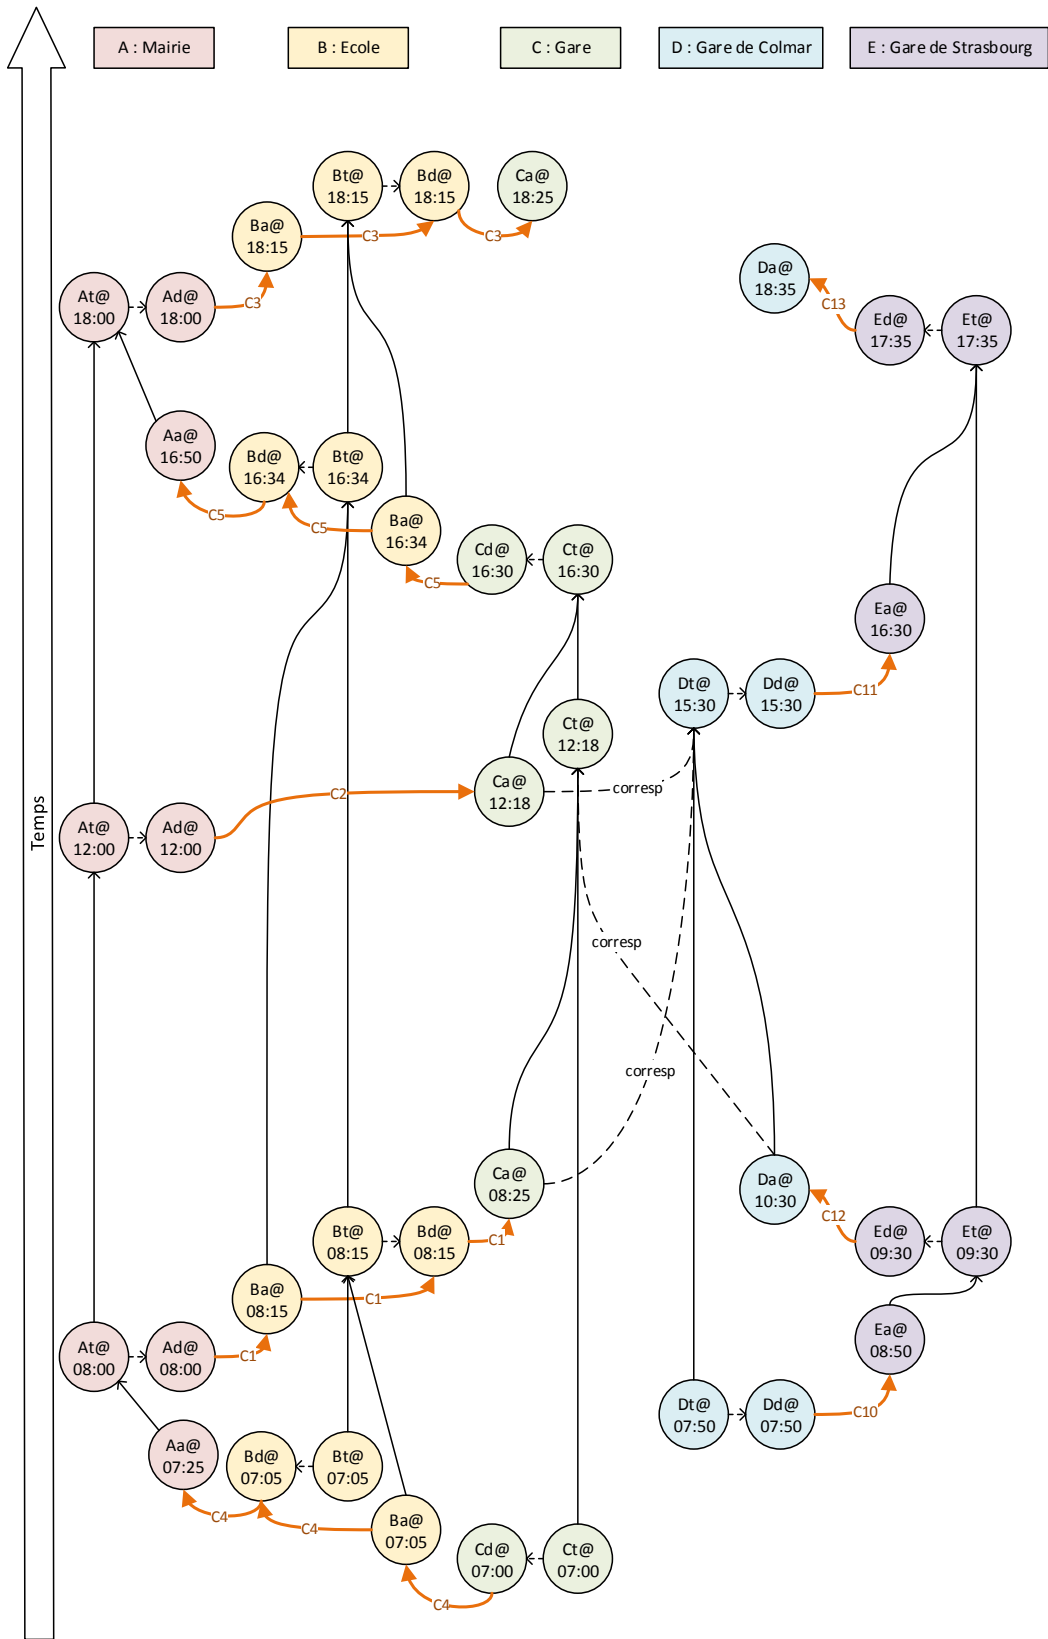 A : Mairie
B : Ecole
C : Gare
D : Gare de Colmar
E : Gare de Strasbourg
Bt@
18:15
Bd@
18:15
Ca@
18:25
Ba@
18:15
C3
C3
Da@
18:35
At@
18:00
Ad@
18:00
C3
C13
Ed@
17:35
Et@
17:35
Aa@
16:50
Bd@
16:34
Bt@
16:34
C5
C5
Ba@
16:34
Cd@
16:30
Ct@
16:30
C5
Ea@
16:30
Dt@
15:30
Dd@
15:30
C11
Ct@
12:18
Ca@
12:18
C2
corresp
Temps
At@
12:00
Ad@
12:00
corresp
corresp
Ca@
08:25
Da@
10:30
C12
Bt@
08:15
Bd@
08:15
C1
Ed@
09:30
Et@
09:30
Ba@
08:15
C1
At@
08:00
Ad@
08:00
C1
Ea@
08:50
Dt@
07:50
Dd@
07:50
C10
Aa@
07:25
Bd@
07:05
Bt@
07:05
C4
C4
Ba@
07:05
Cd@
07:00
Ct@
07:00
C4